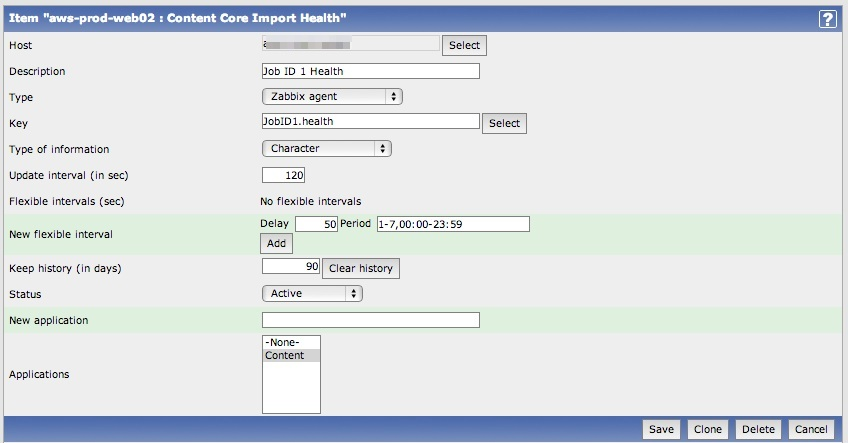 Item "aws-prod-web02 : Content Core Import Health" ?
Host Select
Description Job ID 1 Health
Type Zabbix agent
Key JobID1.health Select
Type of information Character
Update interval (in sec) 120
Flexible intervals (sec) No flexible intervals
Delay 50 Period 1-7,00:00-23:59
New flexible interval
Add
Keep history (in days) 90 Clear history
Status Active
New application
-None-
Content
Applications
Save Clone Delete Cancel